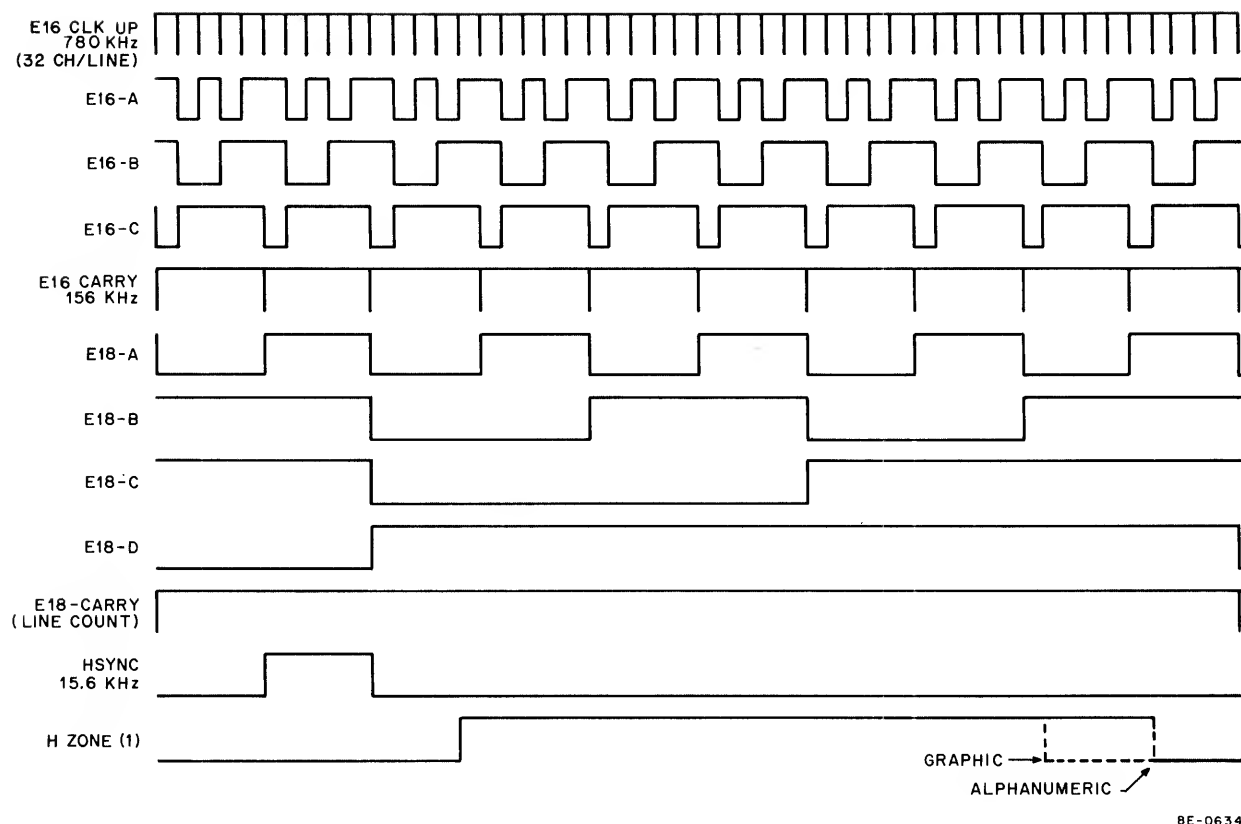 E16 CLK UP
780 KHz
(32 CH/LINE)
E16-A
E16-B
E16-C
E16 CARRY
156 KHz
E18-A
E18-B
E18-C
E18-D
E18-CARRY
(LINE COUNT)
HSYNC
15.6 KHz
H ZONE (1)
GRAPHIC
ALPHANUMERIC
8E-0634